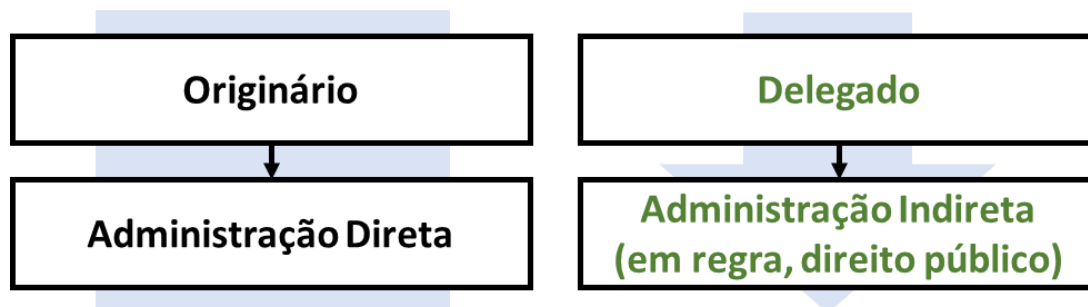 Originário
Delegado
Administração Direta
Administração Indireta
(em regra, direito público)